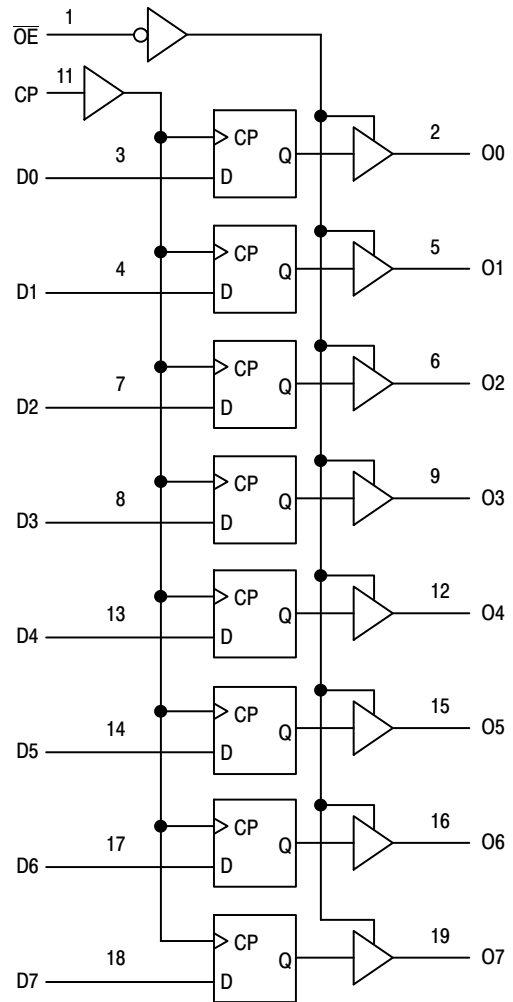 O̅E̅ 1
CP 11
CP
3 Q 2 O0
D0 D
CP
4 Q 5 O1
D1 D
CP
7 Q 6 O2
D2 D
CP
8 Q 9 O3
D3 D
CP
13 Q 12 O4
D4 D
CP
14 Q 15 O5
D5 D
CP
17 Q 16 O6
D6 D
CP
18 Q 19 O7
D7 D